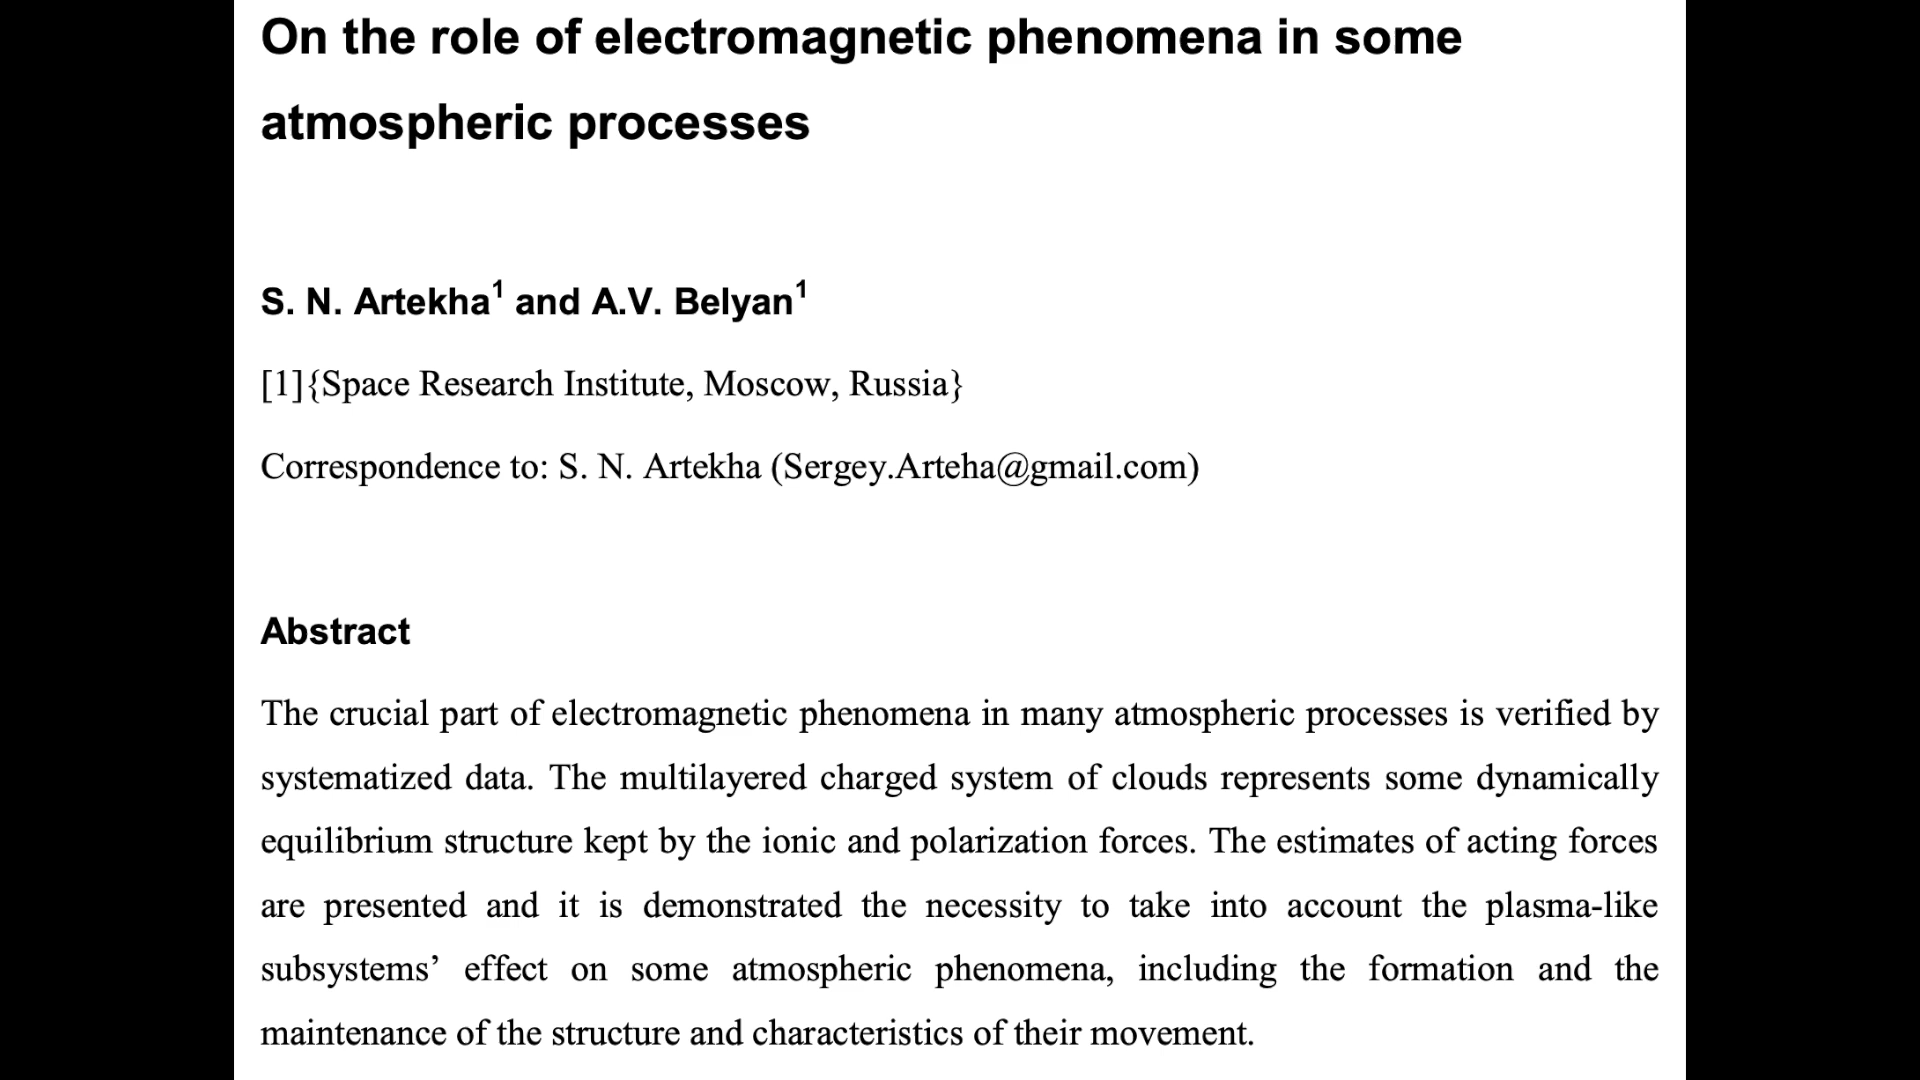 On the role of electromagnetic phenomena in some
atmospheric processes
S. N. Artekha1 and A.V. Belyan1
[1]{Space Research Institute, Moscow, Russia}
Correspondence to: S. N. Artekha (Sergey.Arteha@gmail.com)
Abstract
The crucial part of electromagnetic phenomena in many atmospheric processes is verified by
systematized data. The multilayered charged system of clouds represents some dynamically
equilibrium structure kept by the ionic and polarization forces. The estimates of acting forces
are presented and it is demonstrated the necessity to take into account the plasma-like
subsystems’ effect on some atmospheric phenomena, including the formation and the
maintenance of the structure and characteristics of their movement.